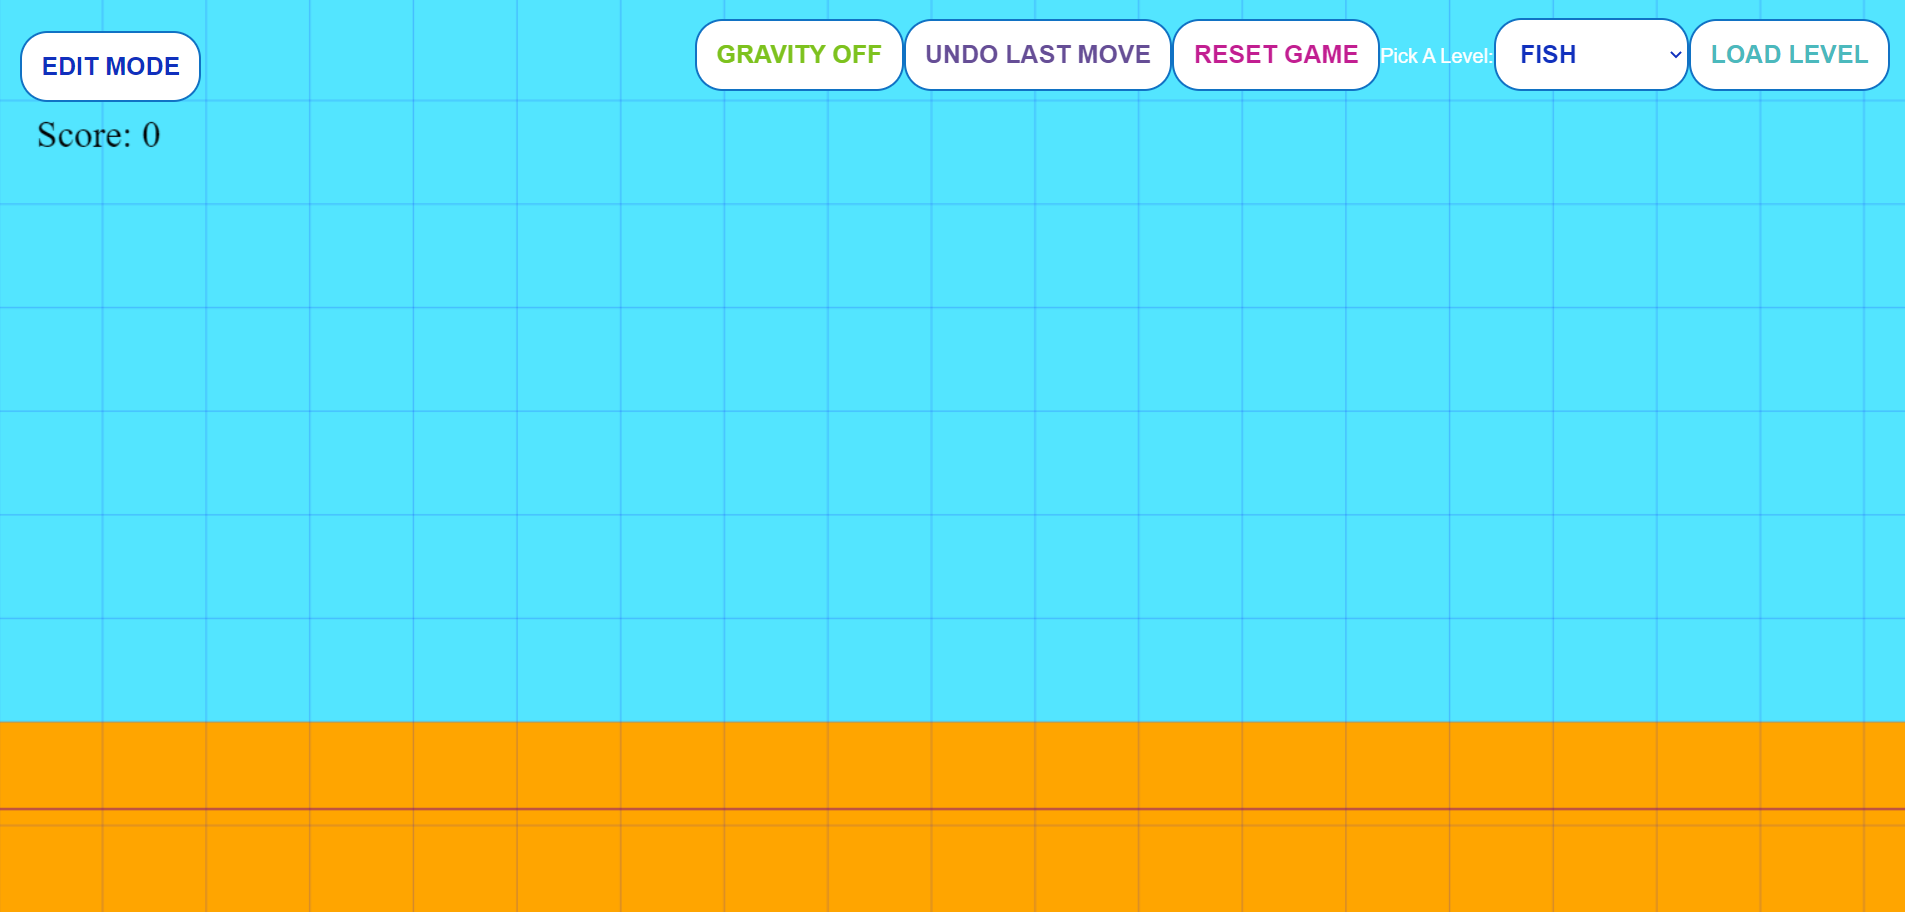 EDIT MODE
GRAVITY OFF
UNDO LAST MOVE
RESET GAME
Pick A Level:
FISH
LOAD LEVEL
Score: 0